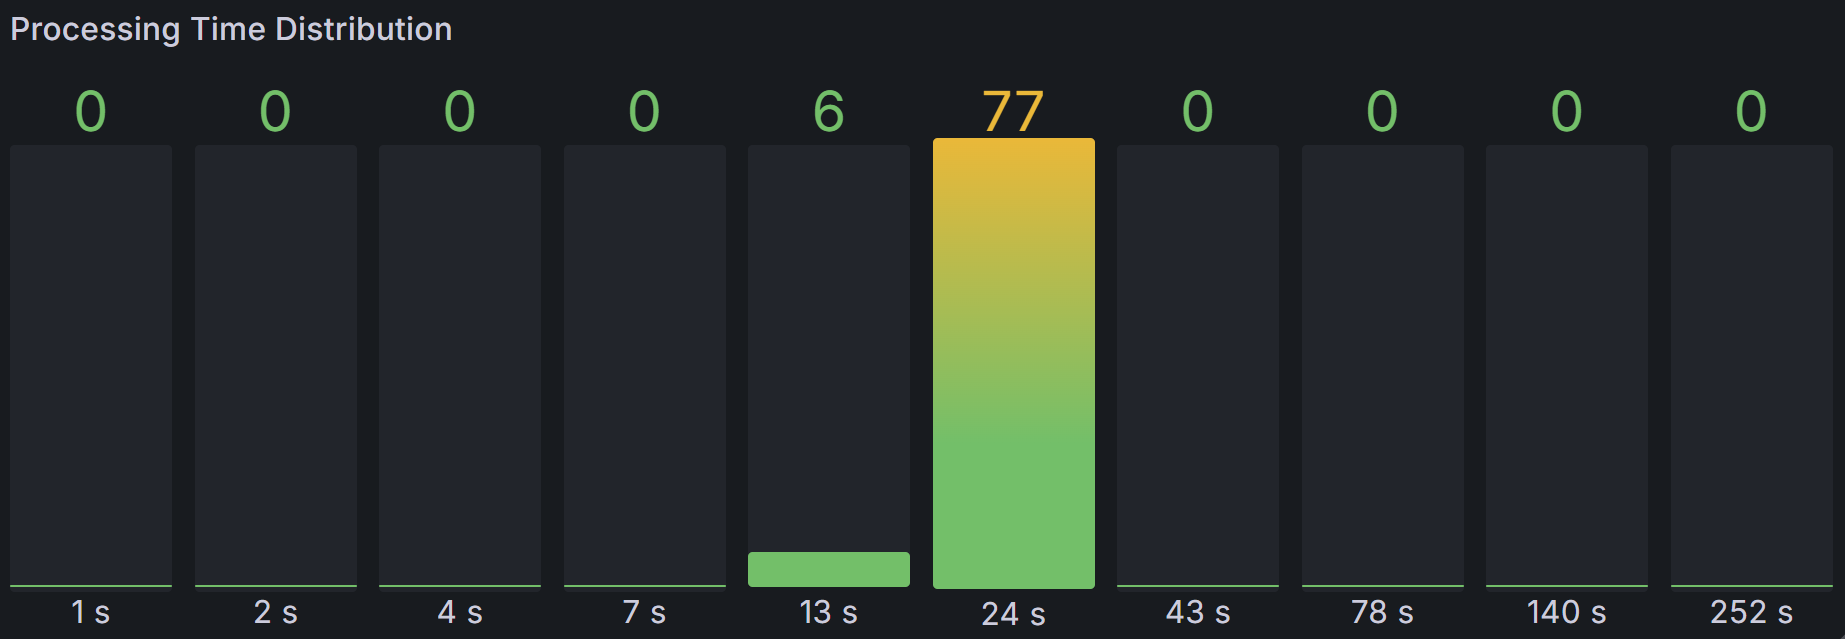 Processing Time Distribution
0 0 0 0 6 77 0 0 0 0
1 s 2 s 4 s 7 s 13 s 24 s 43 s 78 s 140 s 252 s